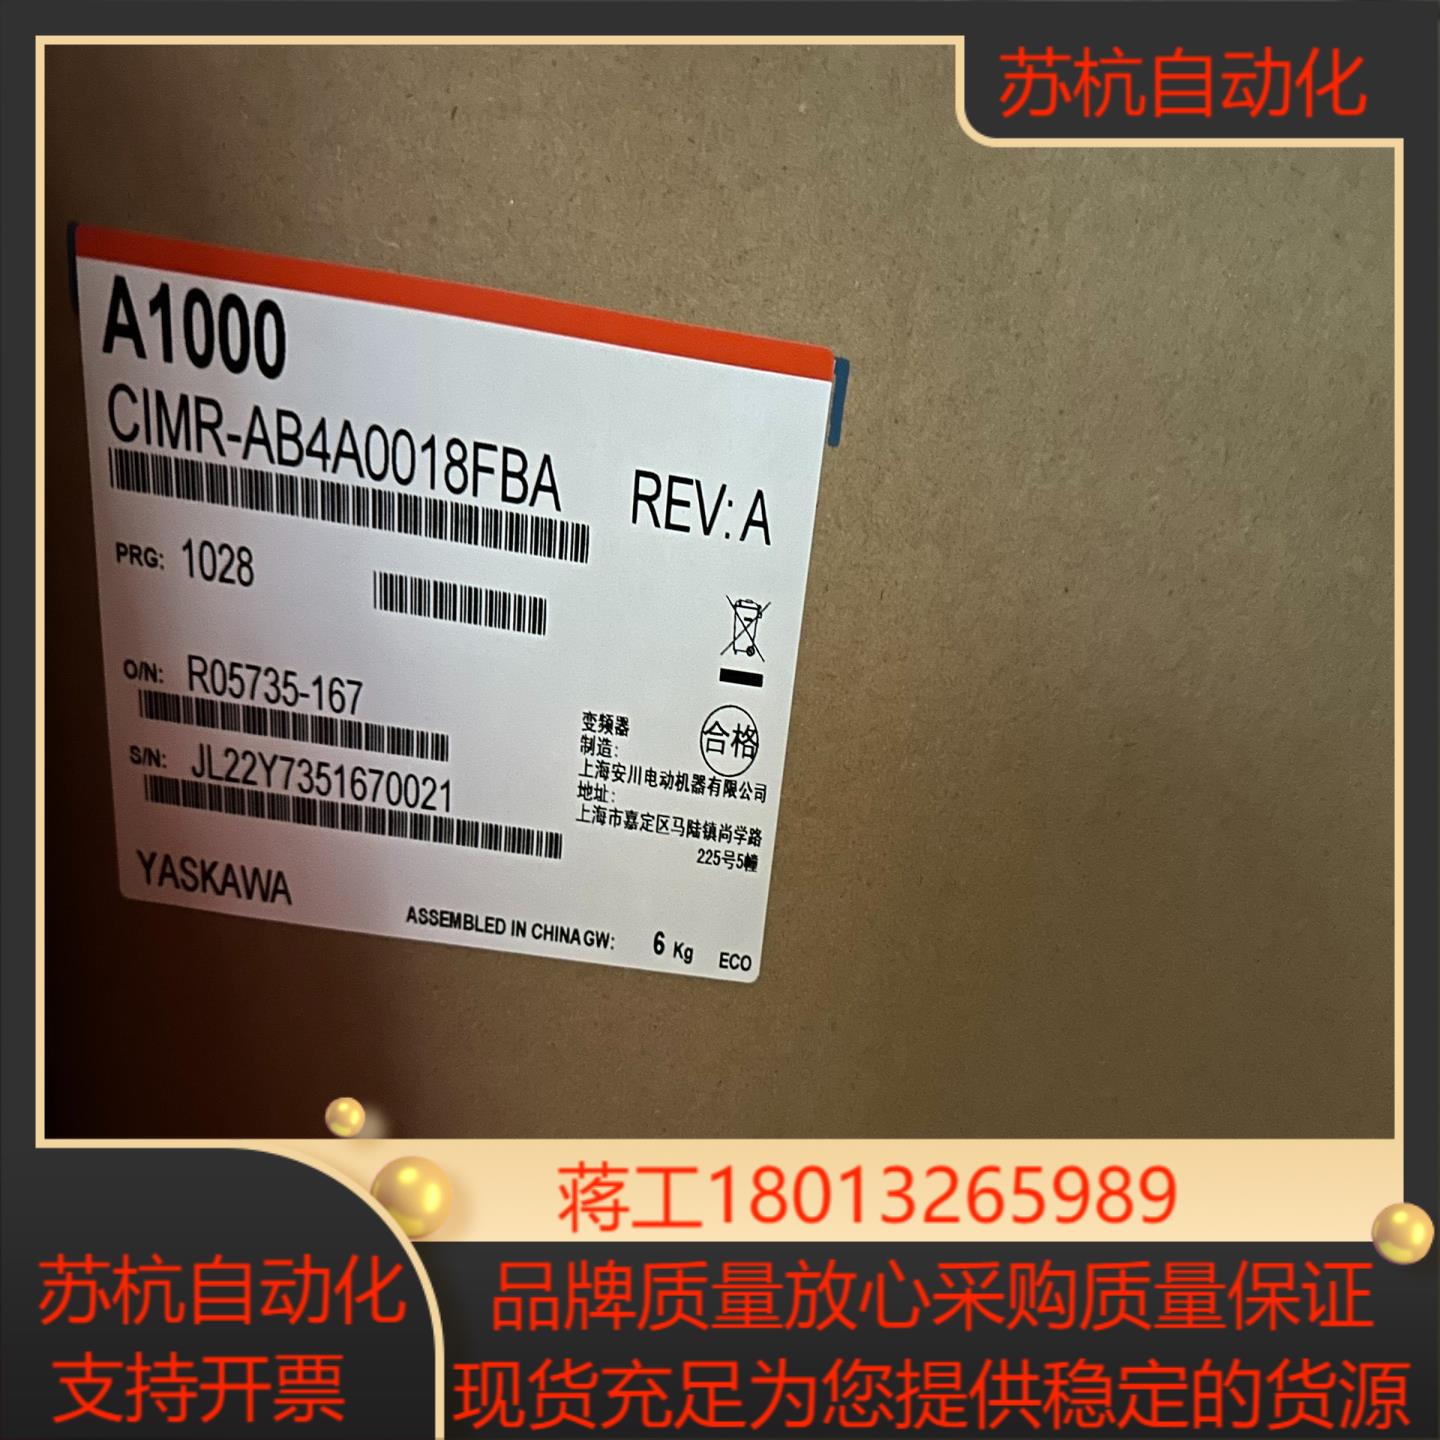 苏杭自动化
A1000
CIMR-AB4A0018FBA
REV: A
PRG: 1028
O/N: R05735-167
S/N: JL22Y7351670021
变频器
制造:
合格
上海安川电动机器有限公司
地址:
上海市嘉定区马陆镇尚学路
225号5幢
YASKAWA
ASSEMBLED IN CHINA GW: 6 Kg ECO
蒋工18013265989
苏杭自动化
支持开票
品牌质量放心采购质量保证
现货充足为您提供稳定的货源